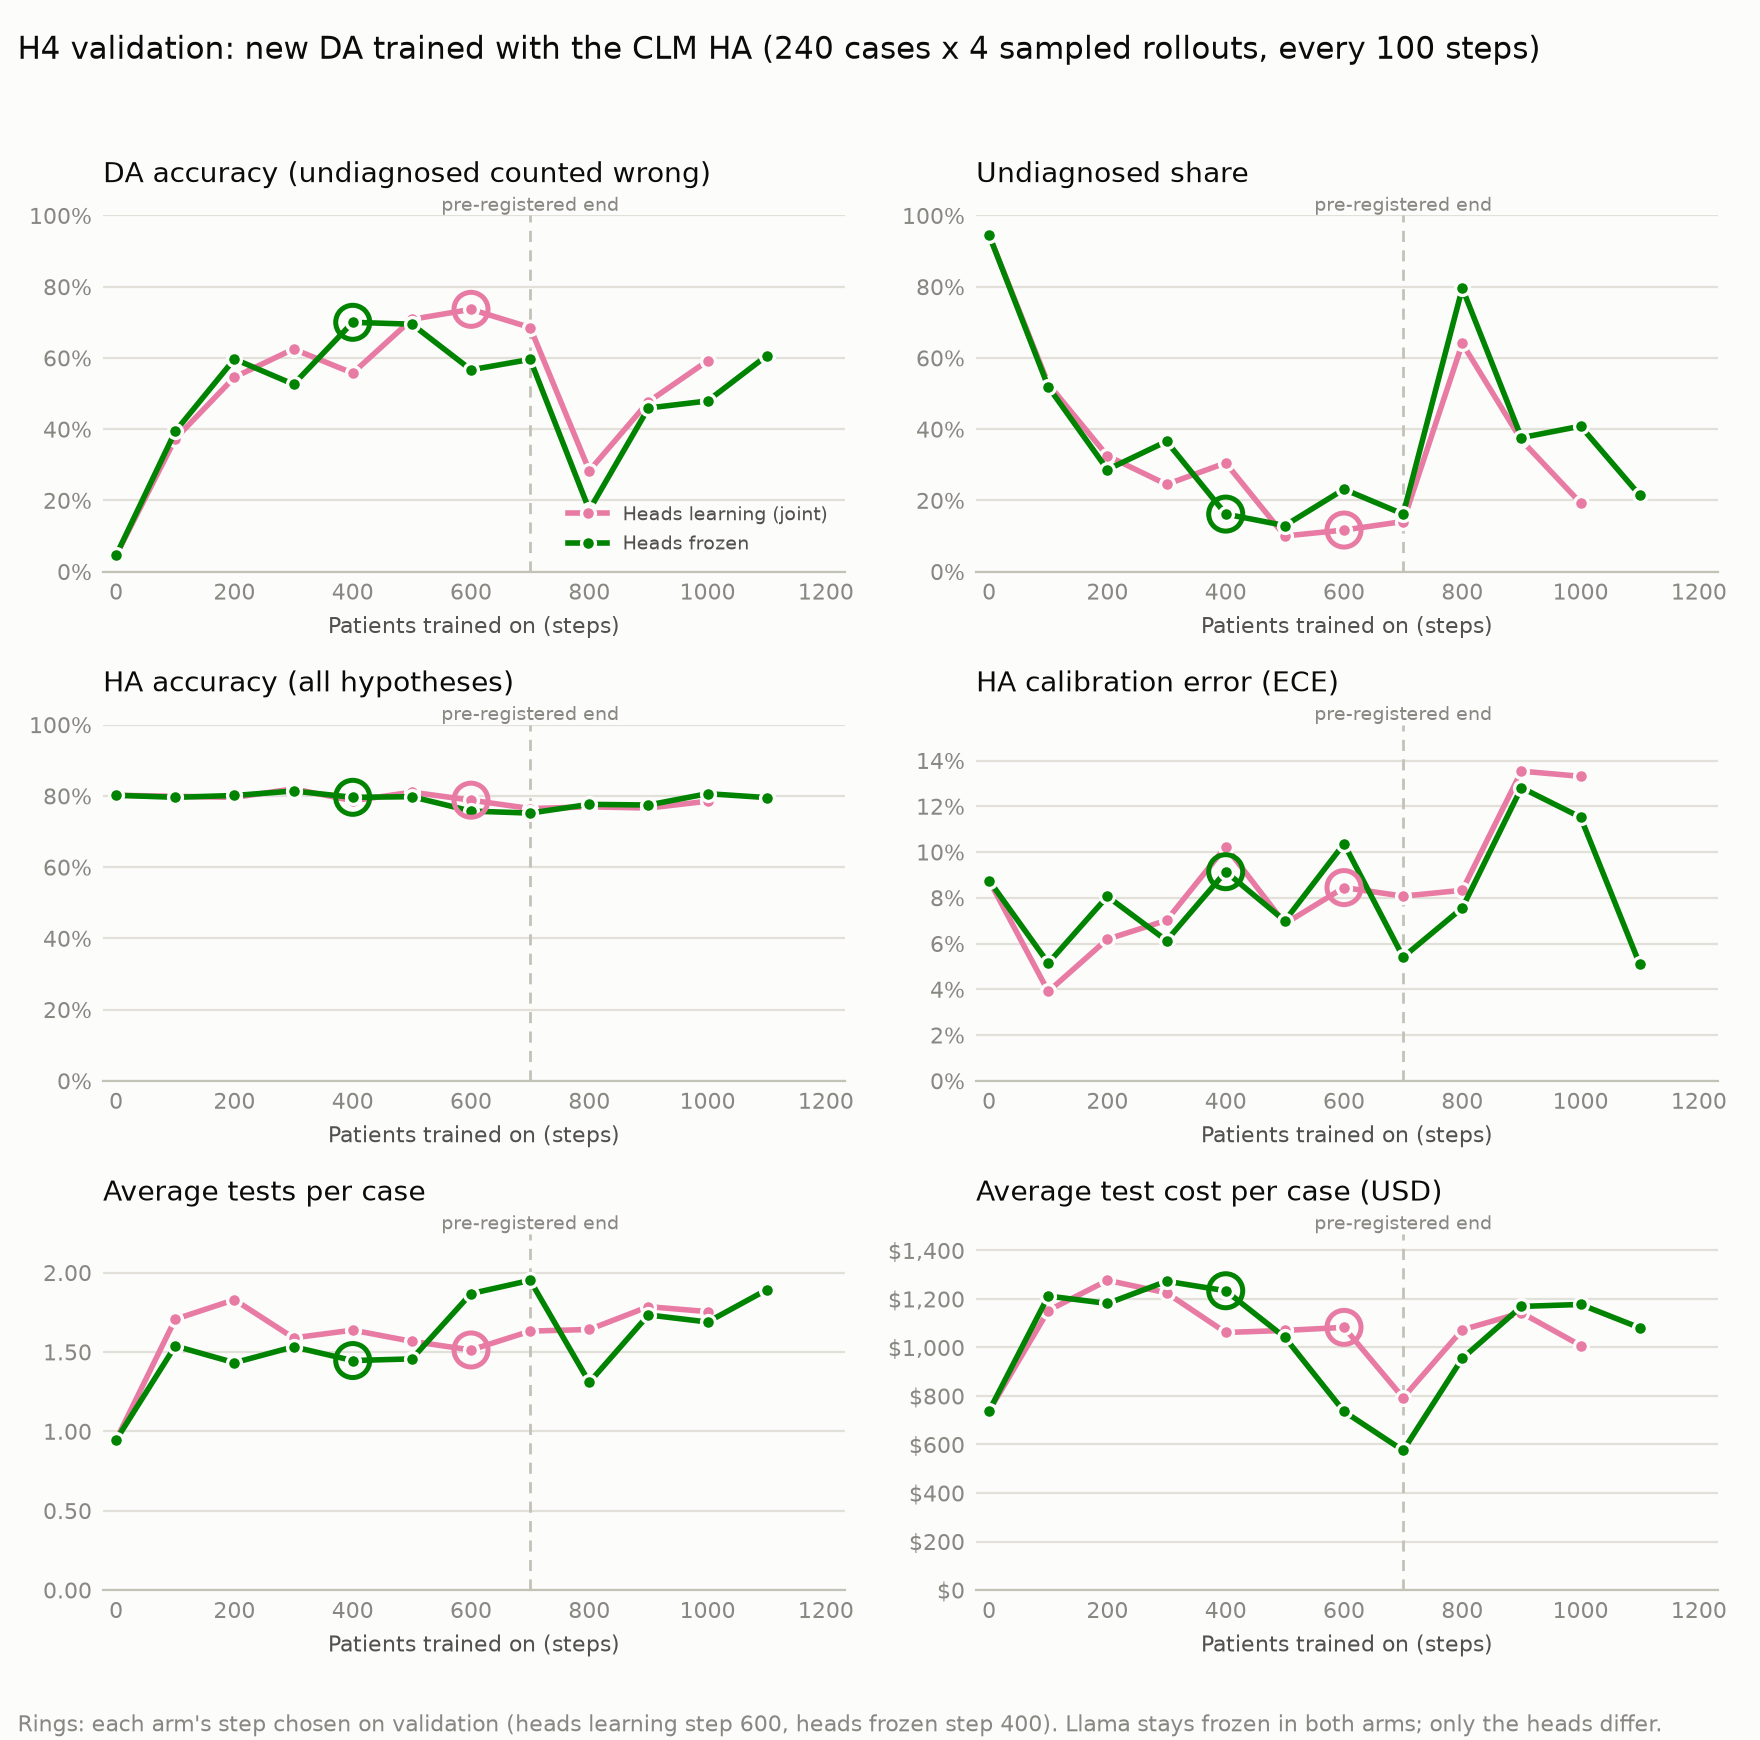 H4 validation: new DA trained with the CLM HA (240 cases x 4 sampled rollouts, every 100 steps)
DA accuracy (undiagnosed counted wrong)
pre-registered end
100%
80%
60%
40%
20%
0%
Heads learning (joint)
Heads frozen
0 200 400 600 800 1000 1200
Patients trained on (steps)
Undiagnosed share
pre-registered end
100%
80%
60%
40%
20%
0%
0 200 400 600 800 1000 1200
Patients trained on (steps)
HA accuracy (all hypotheses)
pre-registered end
100%
80%
60%
40%
20%
0%
0 200 400 600 800 1000 1200
Patients trained on (steps)
HA calibration error (ECE)
pre-registered end
14%
12%
10%
8%
6%
4%
2%
0%
0 200 400 600 800 1000 1200
Patients trained on (steps)
Average tests per case
pre-registered end
2.00
1.50
1.00
0.50
0.00
0 200 400 600 800 1000 1200
Patients trained on (steps)
Average test cost per case (USD)
pre-registered end
$1,400
$1,200
$1,000
$800
$600
$400
$200
$0
0 200 400 600 800 1000 1200
Patients trained on (steps)
Rings: each arm's step chosen on validation (heads learning step 600, heads frozen step 400). Llama stays frozen in both arms; only the heads differ.